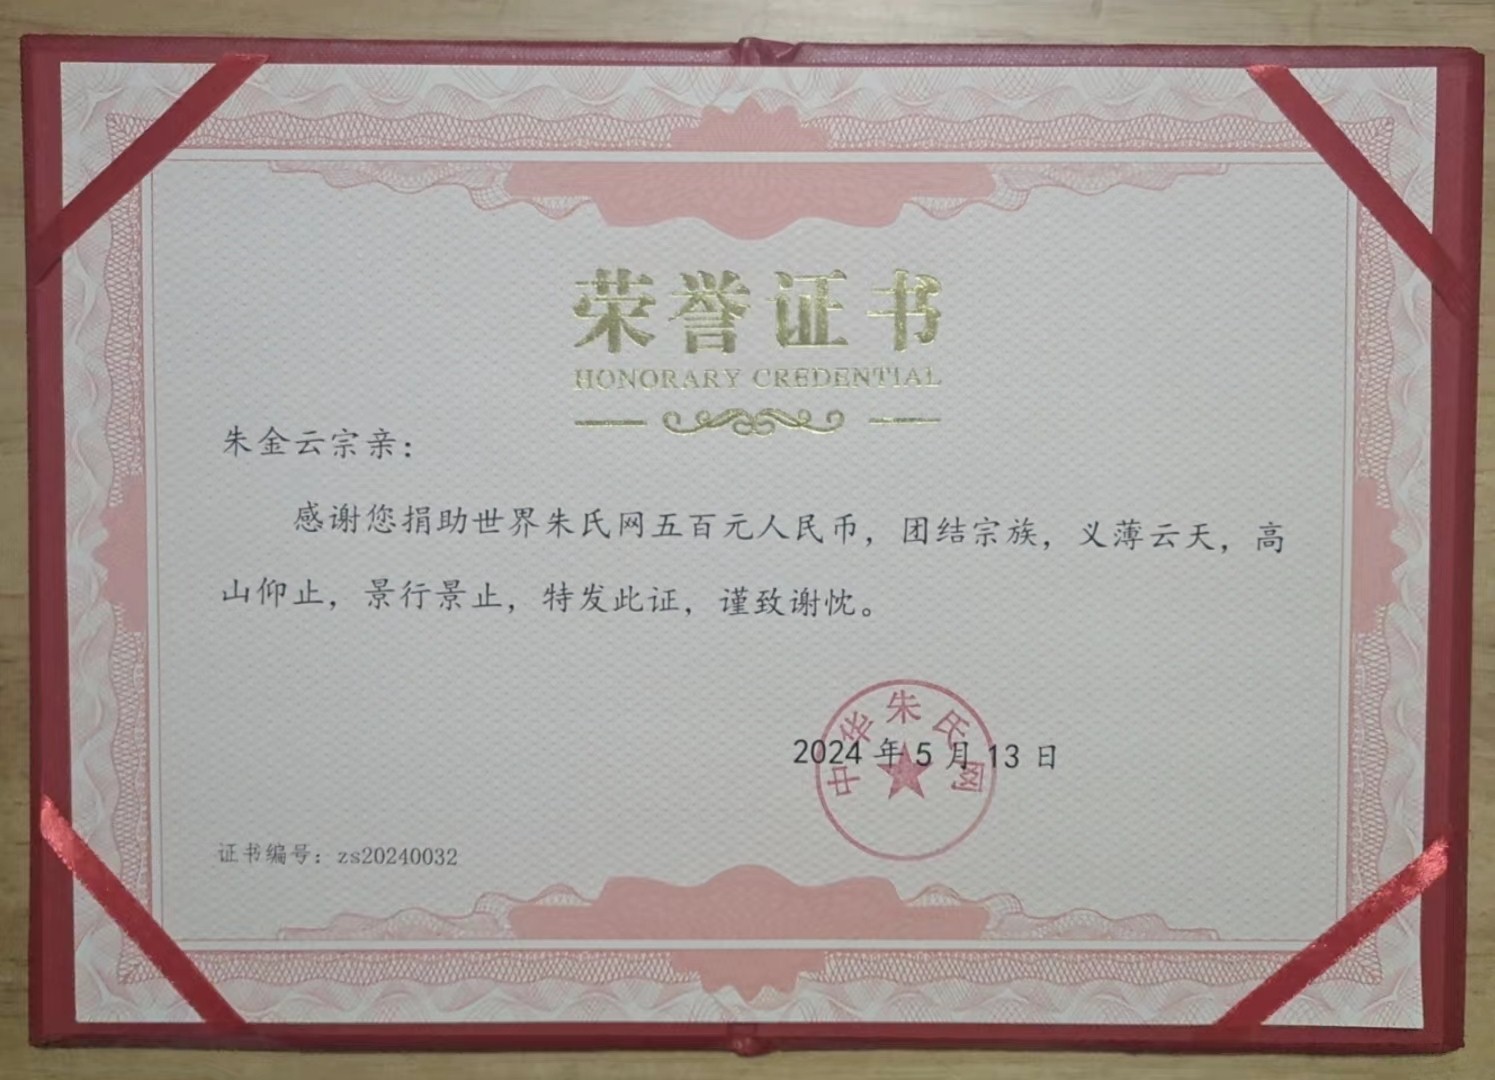 荣誉证书
HONORARY CREDENTIAL
朱金云宗亲：
感谢您捐助世界朱氏网五百元人民币，团结宗族，义薄云天，高
山仰止，景行景止，特发此证，谨致谢忱。
中华朱氏网
2024 年 5 月 13 日
证书编号：zs20240032